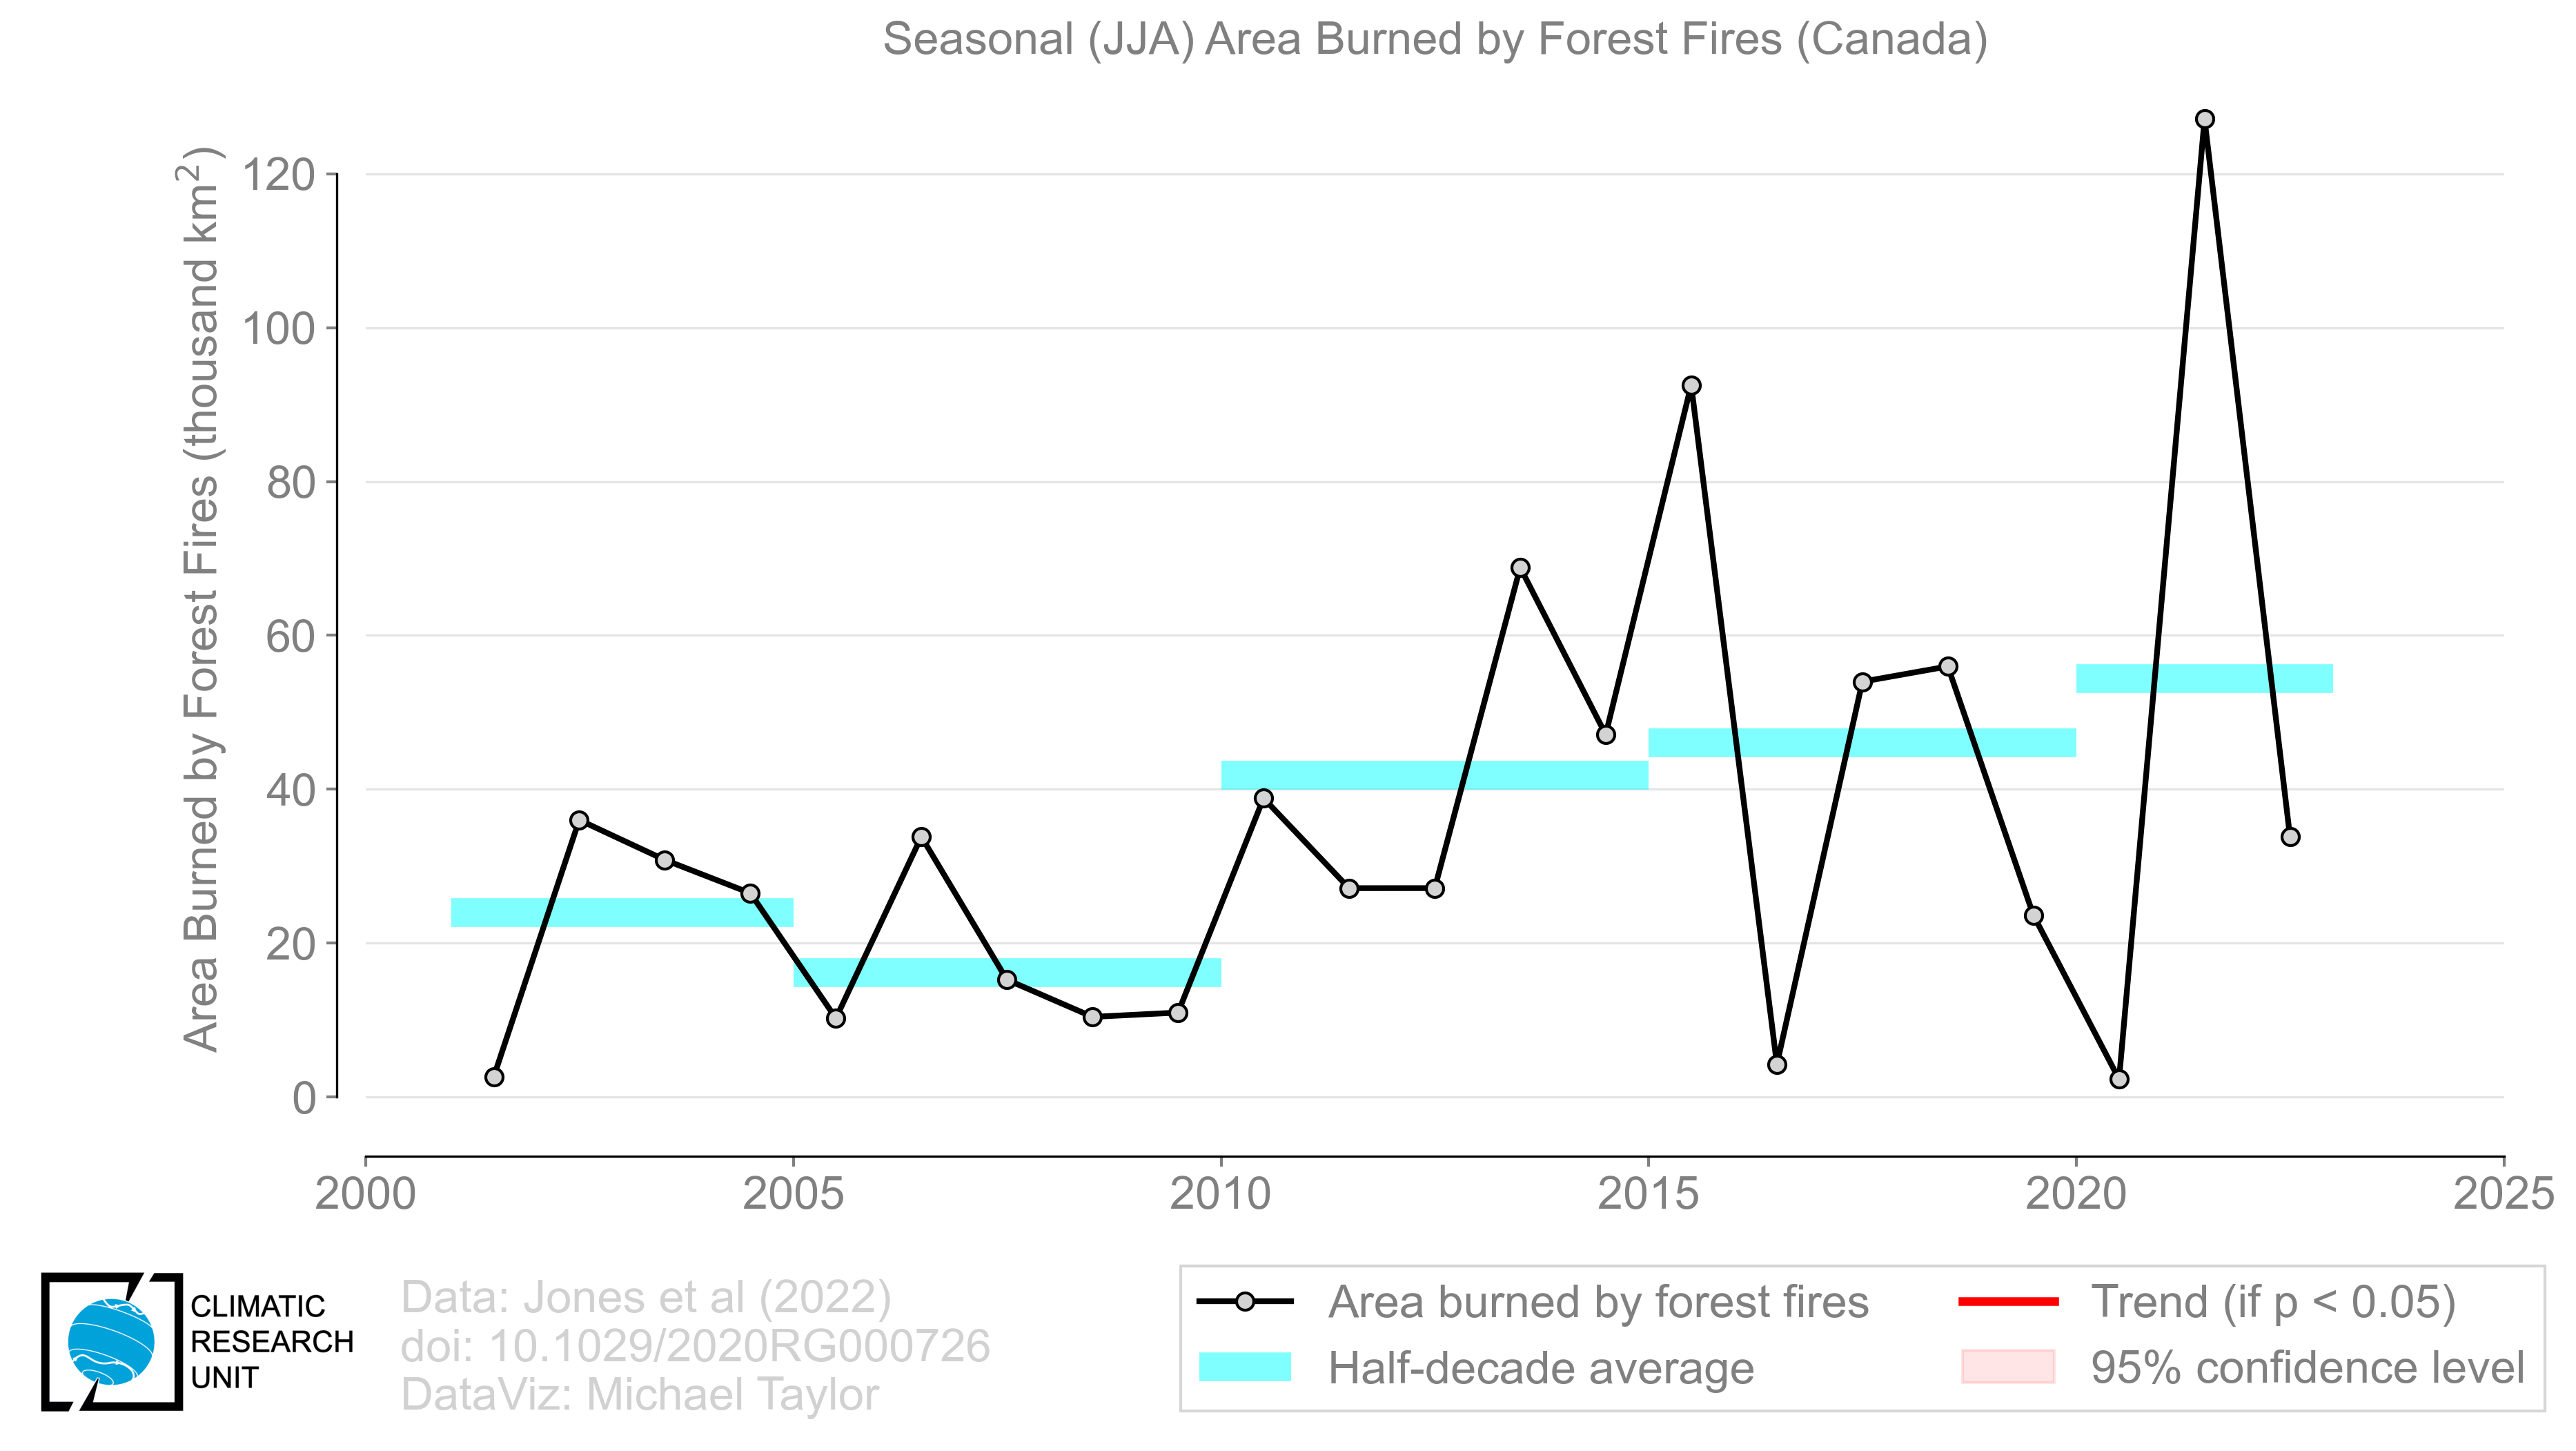 Seasonal (JJA) Area Burned by Forest Fires (Canada)
Area Burned by Forest Fires (thousand km²)
120
100
80
60
40
20
0
2000 2005 2010 2015 2020 2025
CLIMATIC
RESEARCH
UNIT
Data: Jones et al (2022)
doi: 10.1029/2020RG000726
DataViz: Michael Taylor
Area burned by forest fires
Half-decade average
Trend (if p < 0.05)
95% confidence level